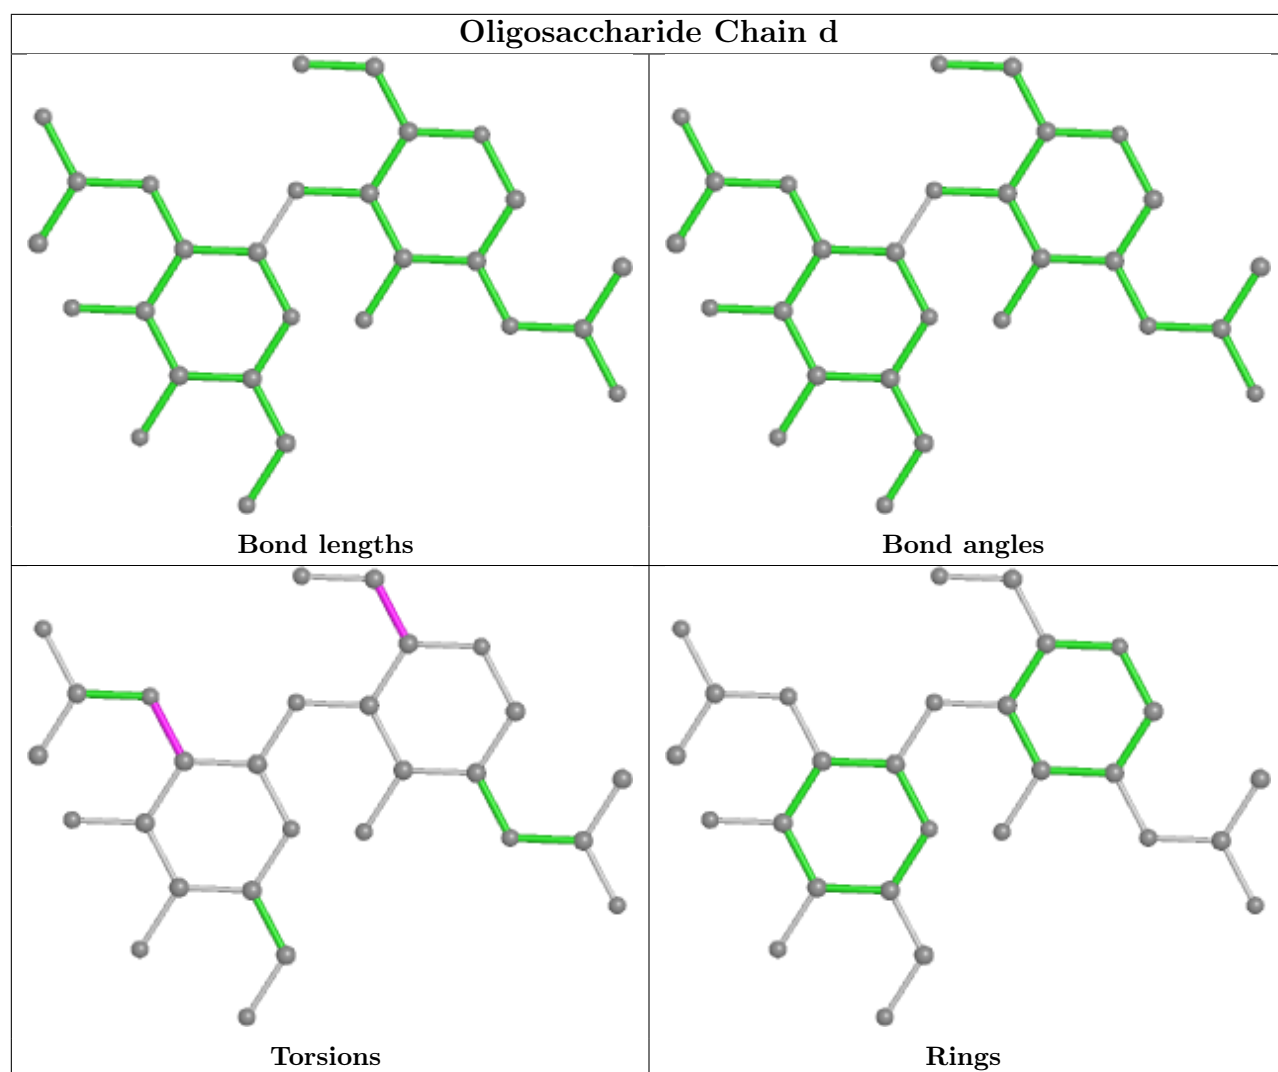 Oligosaccharide Chain d
Bond lengths
Bond angles
Torsions
Rings